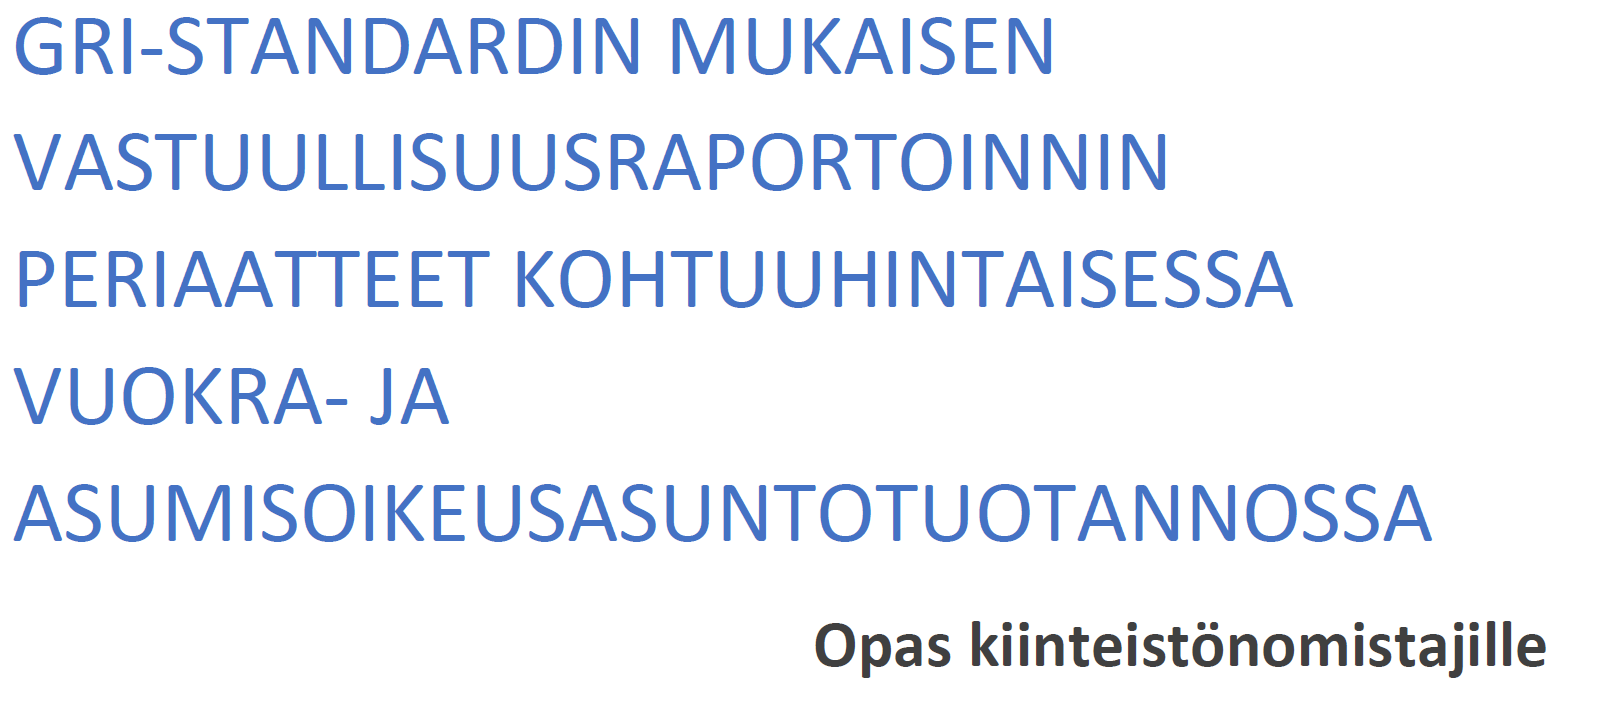 GRI-STANDARDIN MUKAISEN
VASTUULLISUUSRAPORTOINNIN
PERIAATTEET KOHTUUHINTAISESSA
VUOKRA- JA
ASUMISOIKEUSASUNTOTUOTANNOSSA
Opas kiinteistönomistajille